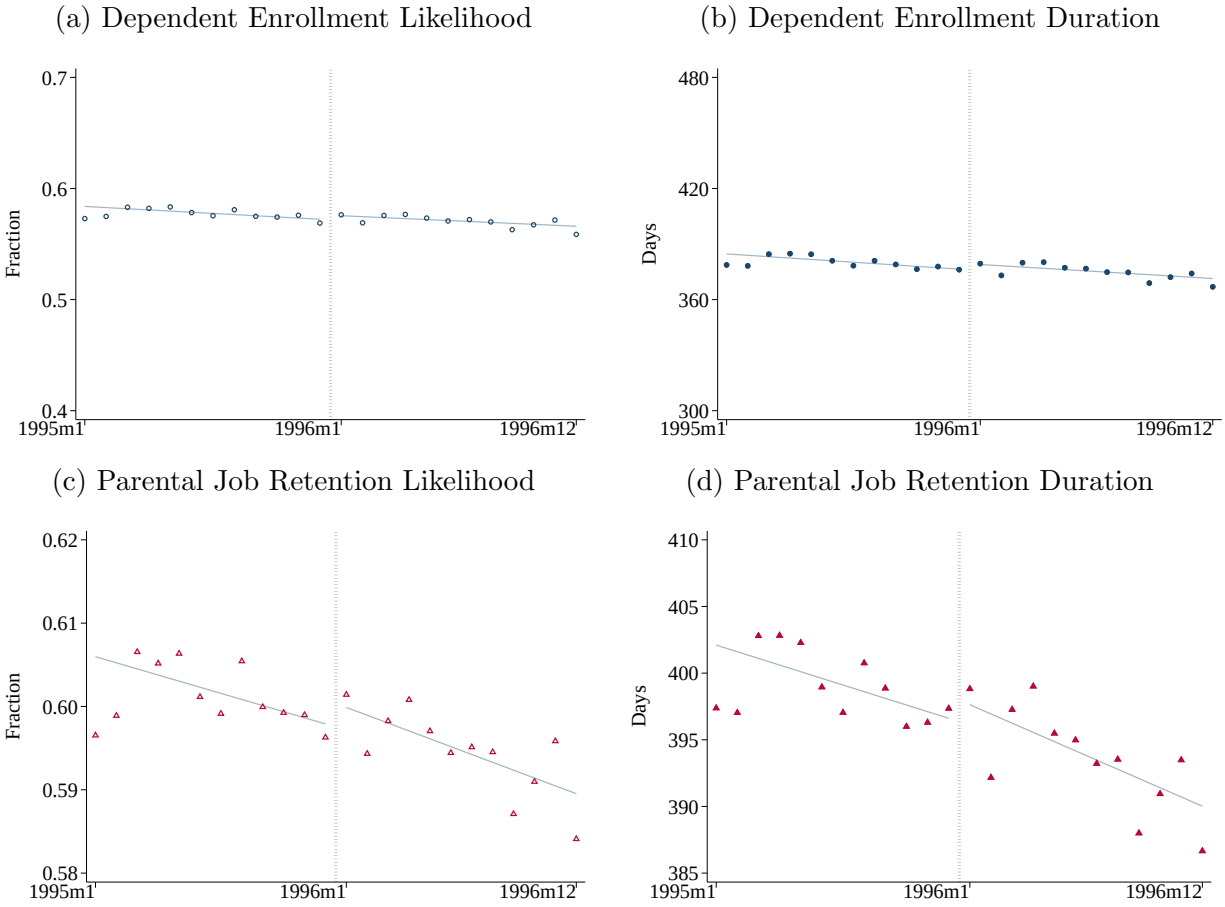 (a) Dependent Enrollment Likelihood
0.7
0.6
0.5
0.4
Fraction
1995m1 1996m1 1996m12
(b) Dependent Enrollment Duration
480
420
360
300
Days
1995m1 1996m1 1996m12
(c) Parental Job Retention Likelihood
0.62
0.61
0.60
0.59
0.58
Fraction
1995m1 1996m1 1996m12
(d) Parental Job Retention Duration
410
405
400
395
390
385
Days
1995m1 1996m1 1996m12